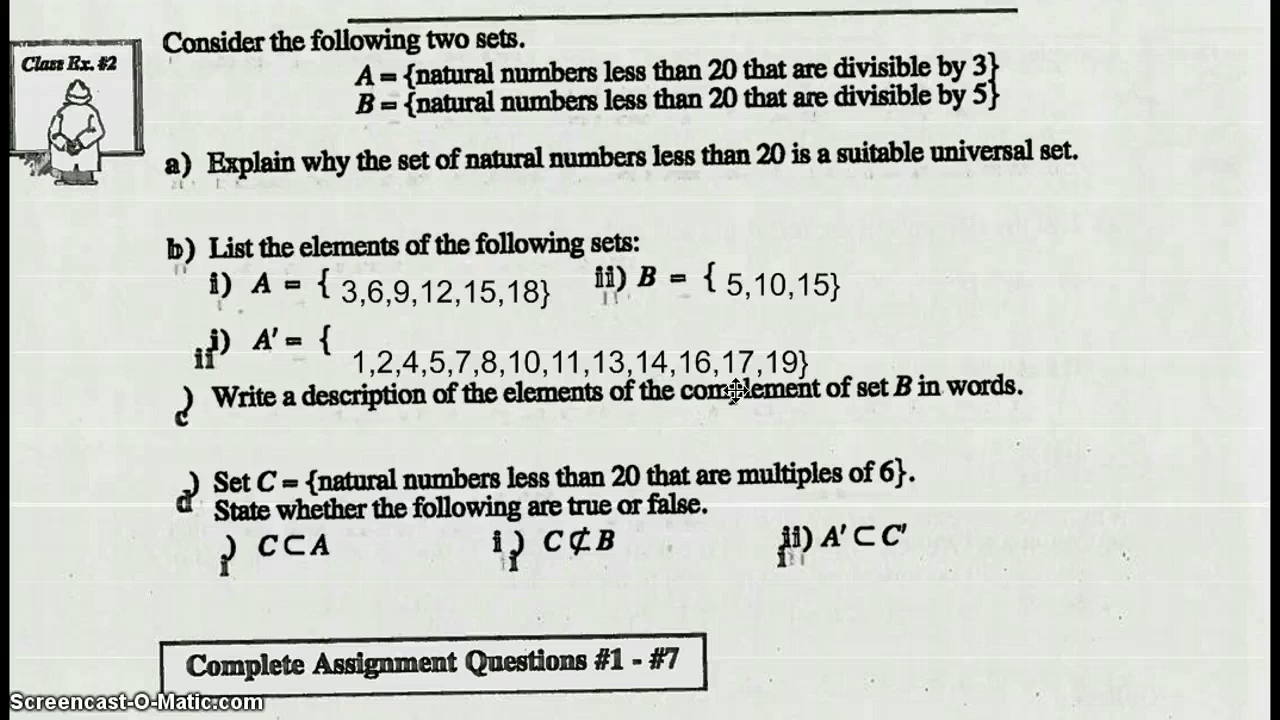 Consider the following two sets.
Class Ex. #2
A = {natural numbers less than 20 that are divisible by 3}
B = {natural numbers less than 20 that are divisible by 5}
a) Explain why the set of natural numbers less than 20 is a suitable universal set.
b) List the elements of the following sets:
i) A = { 3,6,9,12,15,18} ii) B = { 5,10,15}
iii) A' = {
1,2,4,5,7,8,10,11,13,14,16,17,19}
c) Write a description of the elements of the complement of set B in words.
d) Set C = {natural numbers less than 20 that are multiples of 6}.
State whether the following are true or false.
i) C ⊂ A ii) C ⊄ B iii) A' ⊂ C'
Complete Assignment Questions #1 - #7
Screencast-O-Matic.com